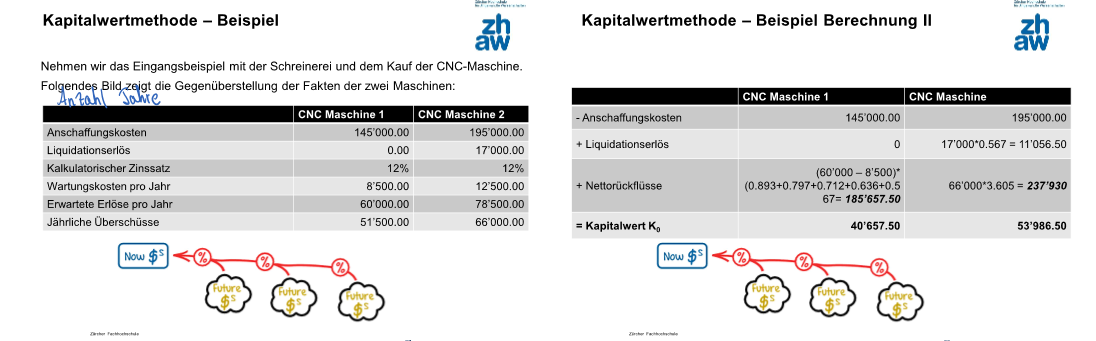 Kapitalwertmethode – Beispiel
zh
aw
Nehmen wir das Eingangsbeispiel mit der Schreinerei und dem Kauf der CNC-Maschine.
Folgendes Bild zeigt die Gegenüberstellung der Fakten der zwei Maschinen:
Anzahl Jahre
CNC Maschine 1 CNC Maschine 2
Anschaffungskosten 145'000.00 195'000.00
Liquidationserlös 0.00 17'000.00
Kalkulatorischer Zinssatz 12% 12%
Wartungskosten pro Jahr 8'500.00 12'500.00
Erwartete Erlöse pro Jahr 60'000.00 78'500.00
Jährliche Überschüsse 51'500.00 66'000.00
Now $s % % %
Future $s Future $s Future $s
Zürcher Fachhochschule
Kapitalwertmethode – Beispiel Berechnung II
zh
aw
CNC Maschine 1 CNC Maschine
- Anschaffungskosten 145'000.00 195'000.00
+ Liquidationserlös 0 17'000*0.567 = 11'056.50
(60'000 – 8'500)*
+ Nettorückflüsse (0.893+0.797+0.712+0.636+0.5 66'000*3.605 = 237'930
67= 185'657.50
= Kapitalwert K0 40'657.50 53'986.50
Now $s % % %
Future $s Future $s Future $s
Zürcher Fachhochschule